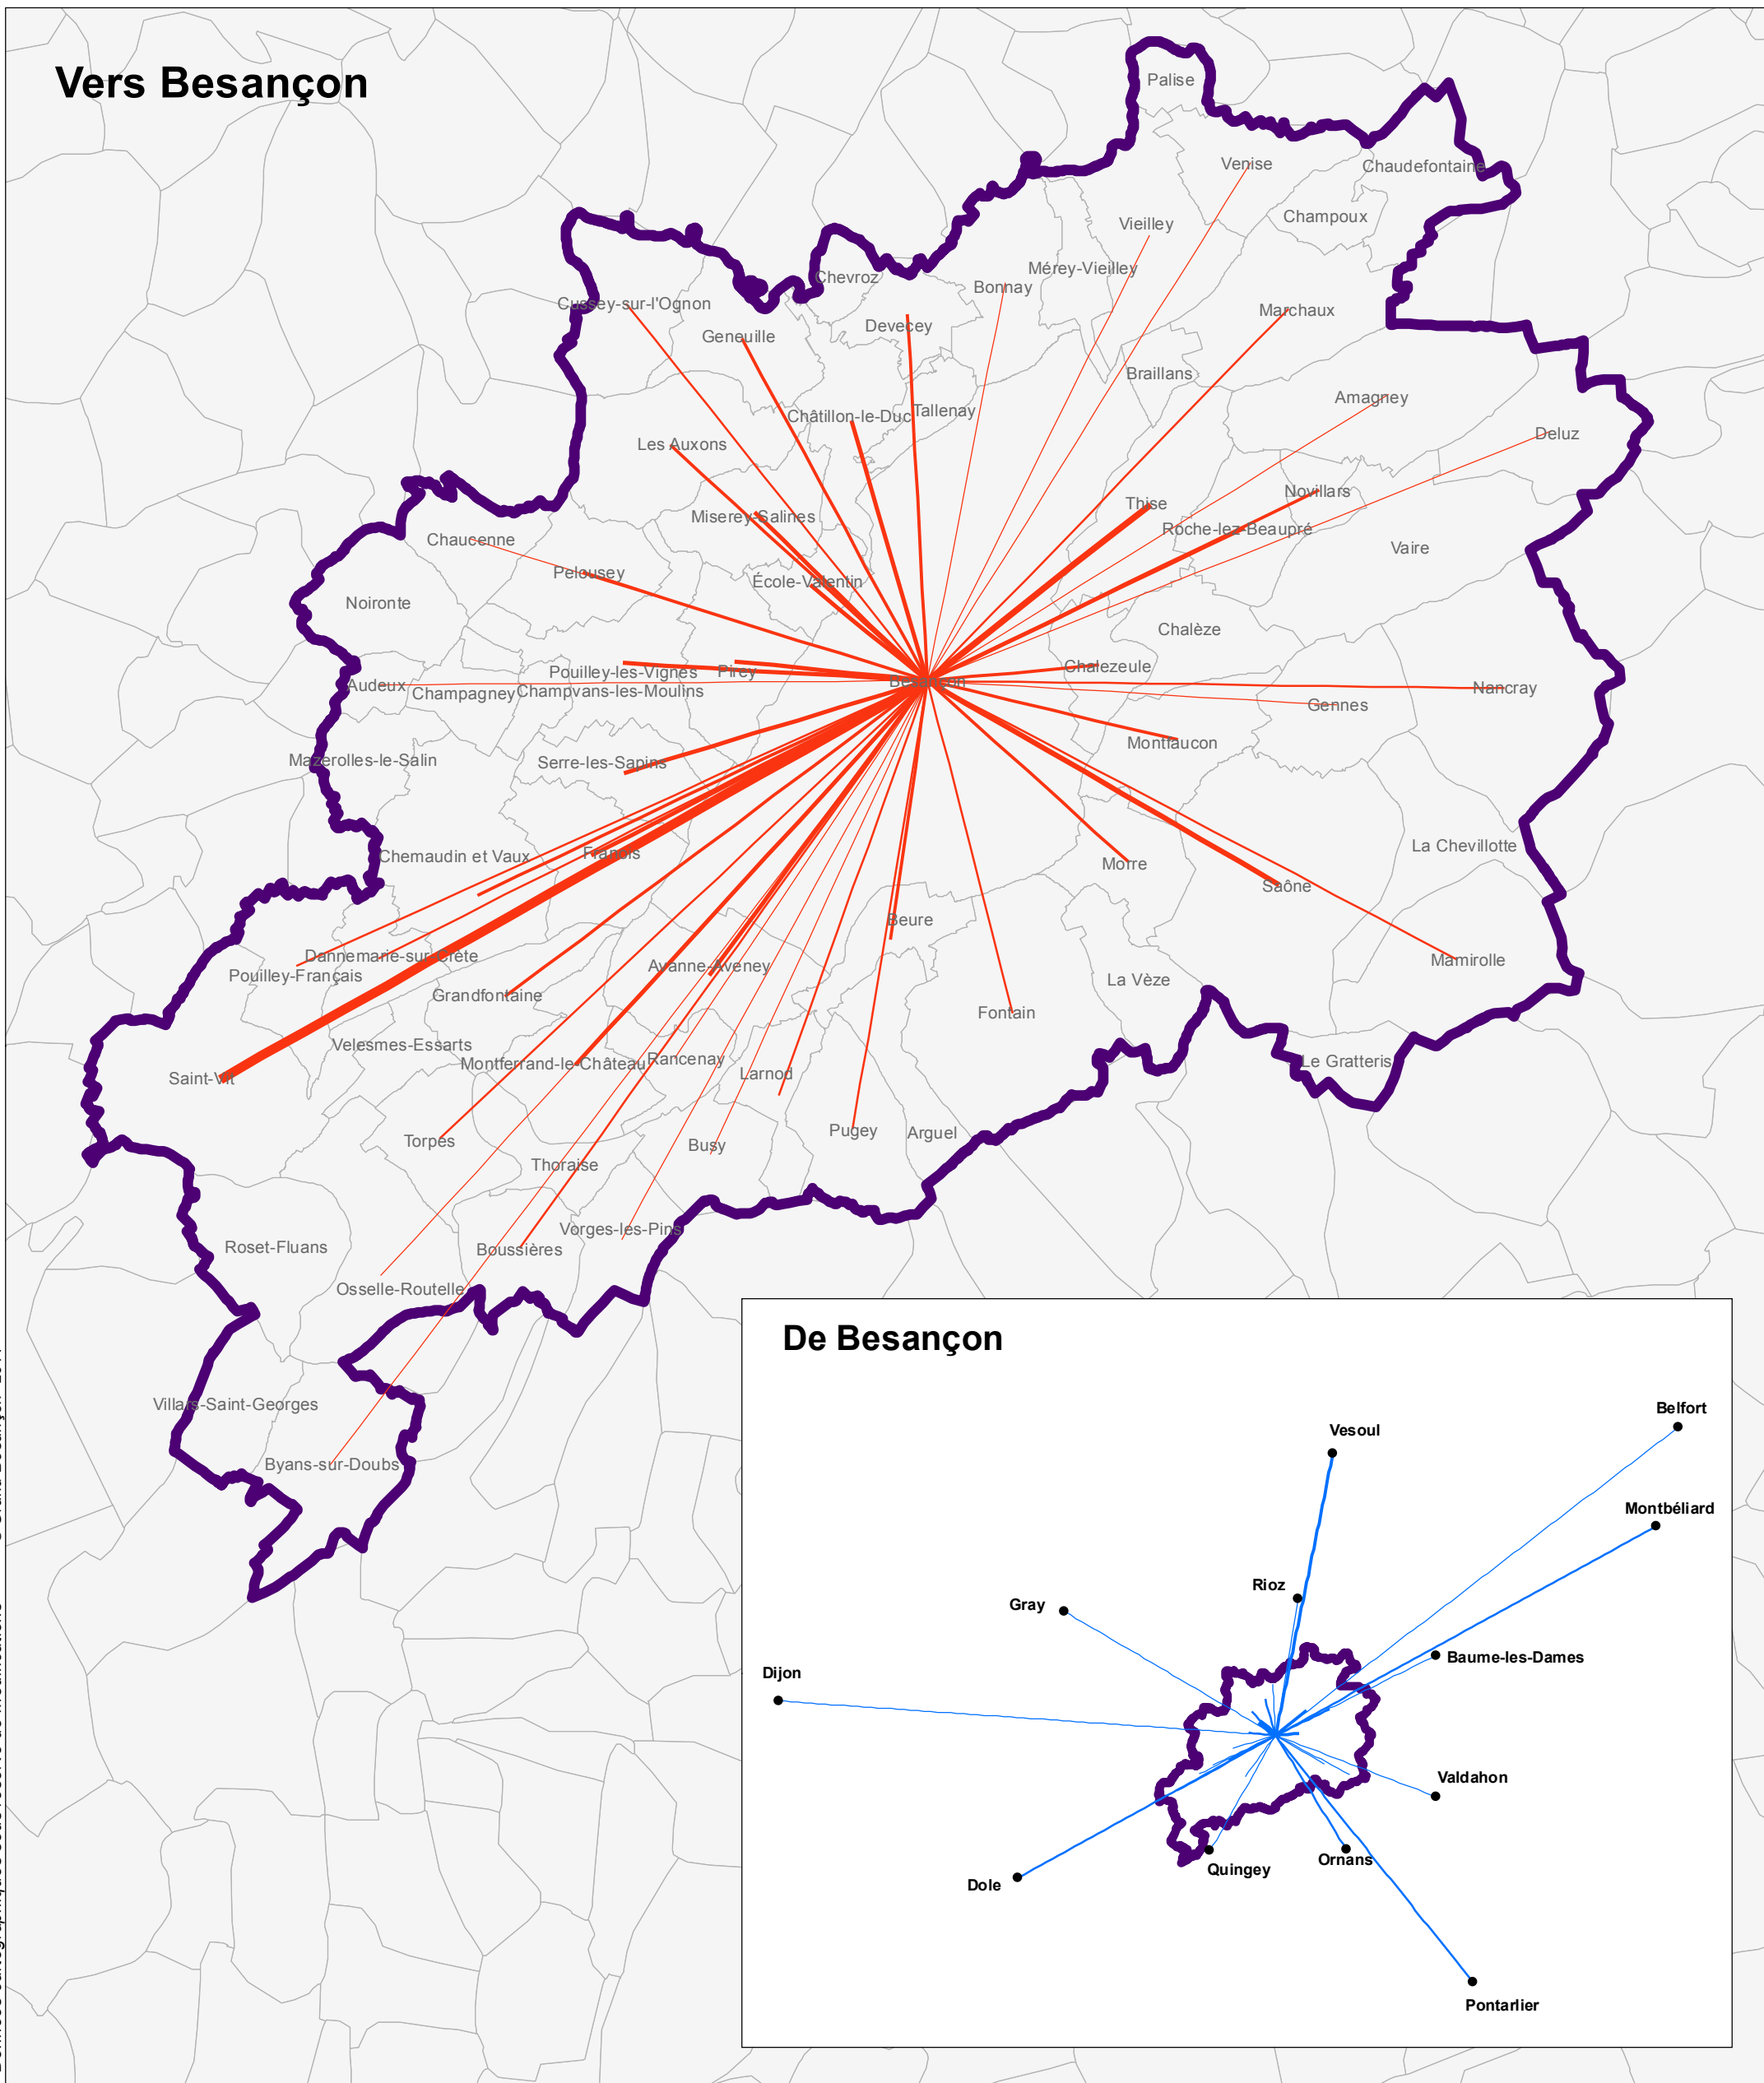 Vers Besançon
Palise
Venise
Chaudefontaine
Champoux
Vieilley
Mérey-Vieilley
Chevroz
Bonnay
Cussey-sur-l'Ognon
Marchaux
Devecey
Geneuille
Braillans
Amagney
Châtillon-le-Duc
Tallenay
Deluz
Les Auxons
Novillars
Thise
Miserey-Salines
Roche-lez-Beaupré
Chaucenne
Vaire
Pelousey
École-Valentin
Noironte
Chalèze
Chalezeule
Pouilley-les-Vignes
Pirey
Besançon
Audeux
Champagney
Champvans-les-Moulins
Nancray
Gennes
Montfaucon
Mazerolles-le-Salin
Serre-les-Sapins
La Chevillotte
Franois
Chemaudin et Vaux
Morre
Saône
Beure
Dannemarie-sur-Crète
Mamirolle
Avanne-Aveney
Pouilley-Français
La Vèze
Grandfontaine
Fontain
Velesmes-Essarts
Montferrand-le-Château
Rancenay
Le Gratteris
Larnod
Saint-Vit
Pugey
Arguel
Torpes
Busy
Thoraise
Vorges-les-Pins
Roset-Fluans
Boussières
Osselle-Routelle
Villars-Saint-Georges
Byans-sur-Doubs
De Besançon
Belfort
Vesoul
Montbéliard
Rioz
Gray
Baume-les-Dames
Dijon
Valdahon
Ornans
Quingey
Dole
Pontarlier